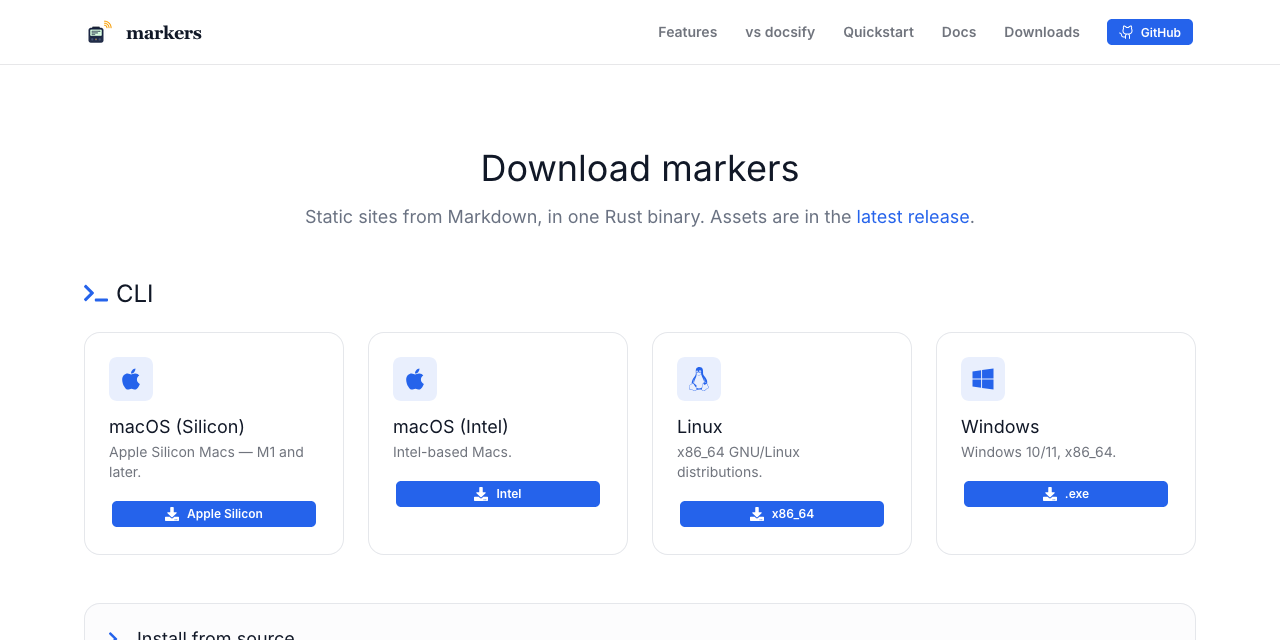 markers
Features
vs docsify
Quickstart
Docs
Downloads
GitHub
Download markers
Static sites from Markdown, in one Rust binary. Assets are in the latest release.
CLI
macOS (Silicon)
Apple Silicon Macs — M1 and
later.
Apple Silicon
macOS (Intel)
Intel-based Macs.
Intel
Linux
x86_64 GNU/Linux
distributions.
x86_64
Windows
Windows 10/11, x86_64.
.exe
Install from source